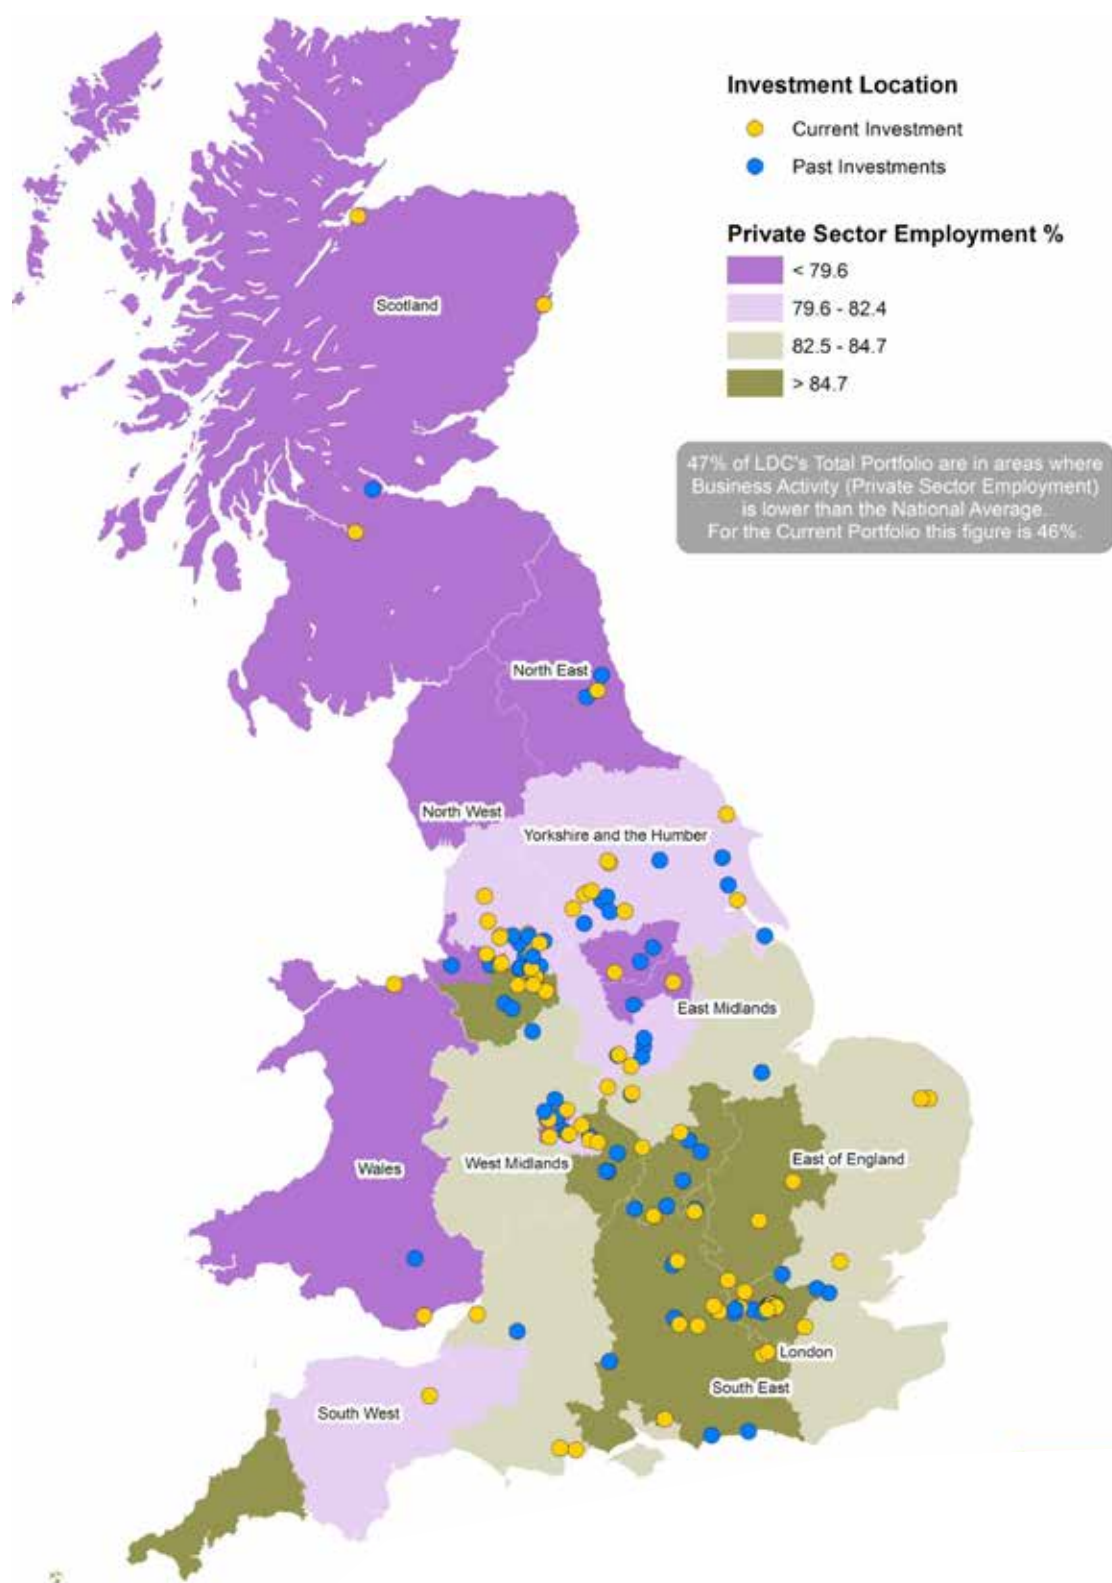 Investment Location
Current Investment
Past Investments
Private Sector Employment %
< 79.6
79.6 - 82.4
82.5 - 84.7
> 84.7
Scotland
47% of LDC's Total Portfolio are in areas where
Business Activity (Private Sector Employment)
is lower than the National Average.
For the Current Portfolio this figure is 46%.
North East
North West
Yorkshire and the Humber
East Midlands
East of England
West Midlands
Wales
London
South East
South West